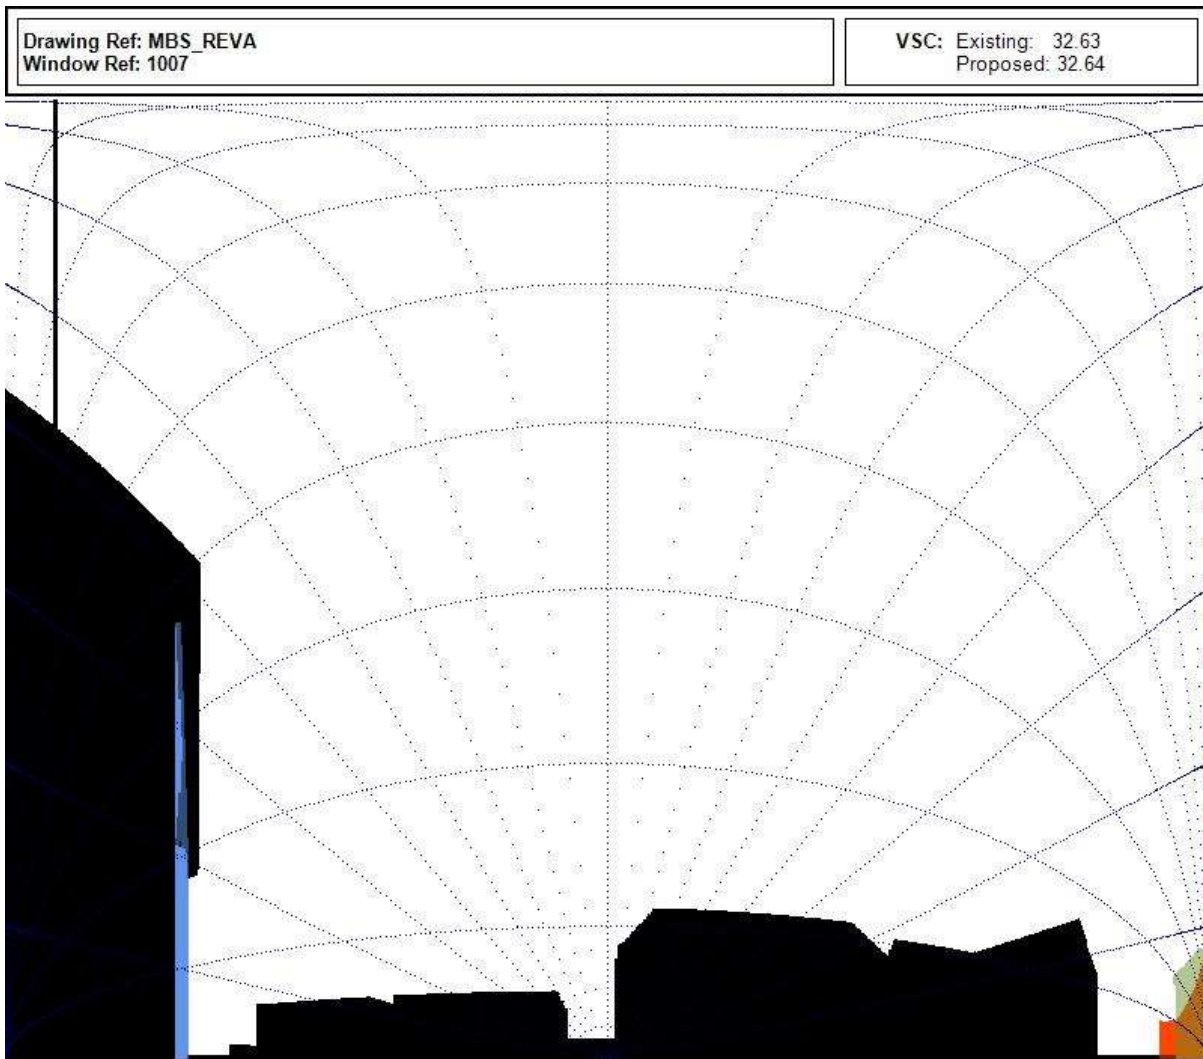 Drawing Ref: MBS_REVA
Window Ref: 1007
VSC: Existing: 32.63
Proposed: 32.64